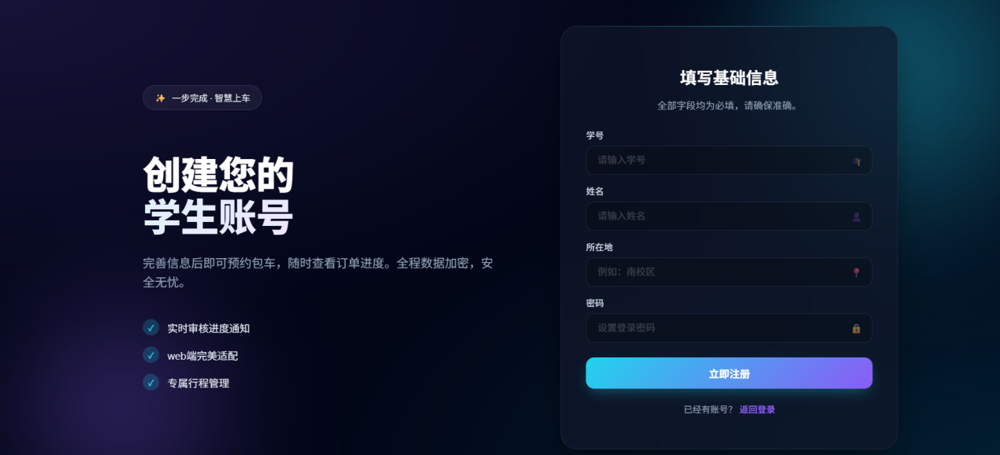 一步完成 · 智慧上车
创建您的
学生账号
完善信息后即可预约包车，随时查看订单进度。全程数据加密，安
全无忧。
✓ 实时审核进度通知
✓ web端完美适配
✓ 专属行程管理
填写基础信息
全部字段均为必填，请确保准确。
学号
请输入学号
姓名
请输入姓名
所在地
例如：南校区
密码
设置登录密码
立即注册
已经有账号？ 返回登录